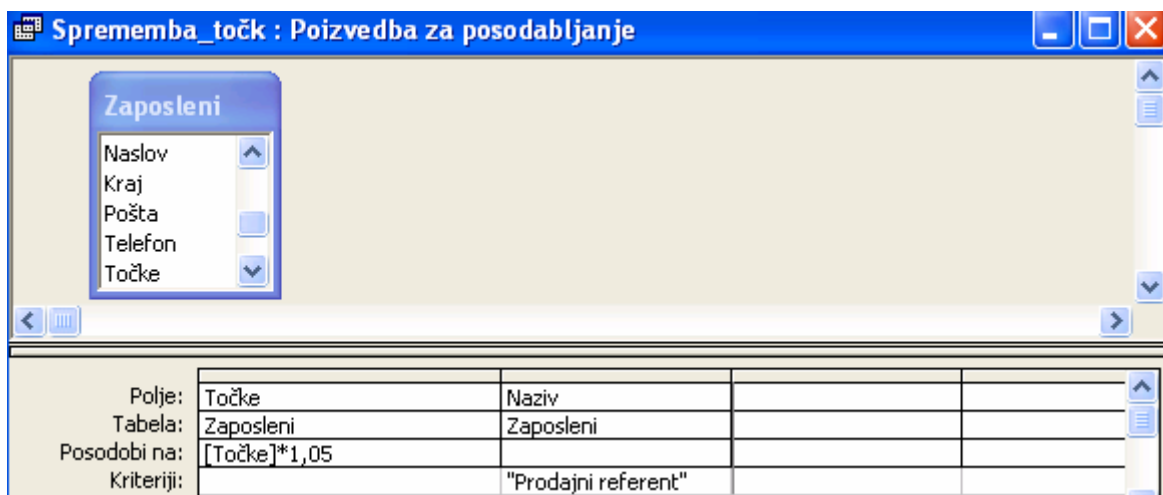 Sprememba_točk : Poizvedba za posodabljanje
Zaposleni
Naslov
Kraj
Pošta
Telefon
Točke
Polje: Točke Naziv
Tabela: Zaposleni Zaposleni
Posodobi na: [Točke]*1,05
Kriteriji: "Prodajni referent"